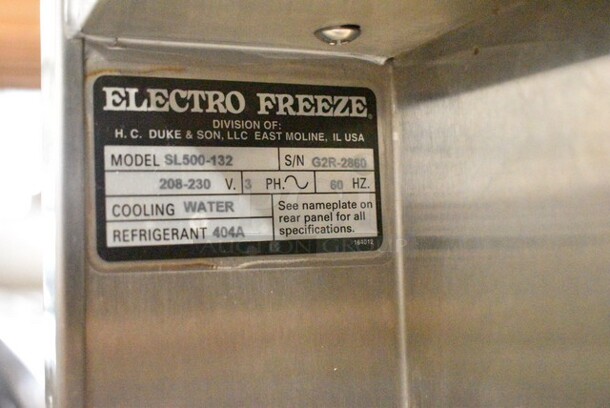 ELECTRO FREEZE®
DIVISION OF:
H. C. DUKE & SON, LLC EAST MOLINE, IL USA
MODEL SL500-132 S/N G2R-2860
208-230 V. 3 PH. 60 HZ.
COOLING WATER
REFRIGERANT 404A
See nameplate on
rear panel for all
specifications.